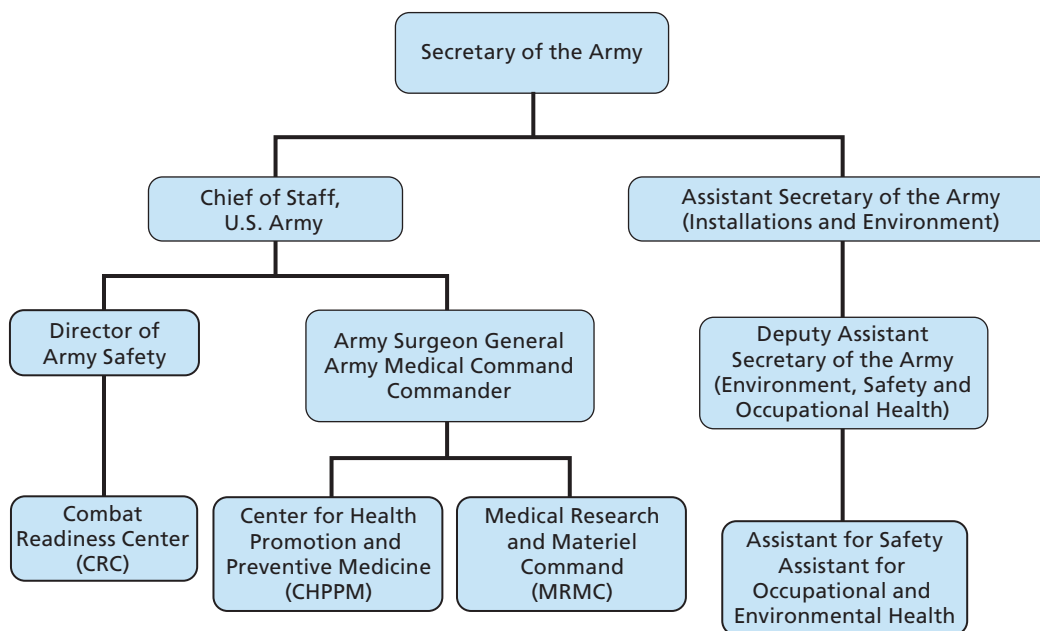 Secretary of the Army
Chief of Staff,
U.S. Army
Assistant Secretary of the Army
(Installations and Environment)
Director of
Army Safety
Army Surgeon General
Army Medical Command
Commander
Deputy Assistant
Secretary of the Army
(Environment, Safety and
Occupational Health)
Combat
Readiness Center
(CRC)
Center for Health
Promotion and
Preventive Medicine
(CHPPM)
Medical Research
and Materiel
Command
(MRMC)
Assistant for Safety
Assistant for
Occupational and
Environmental Health